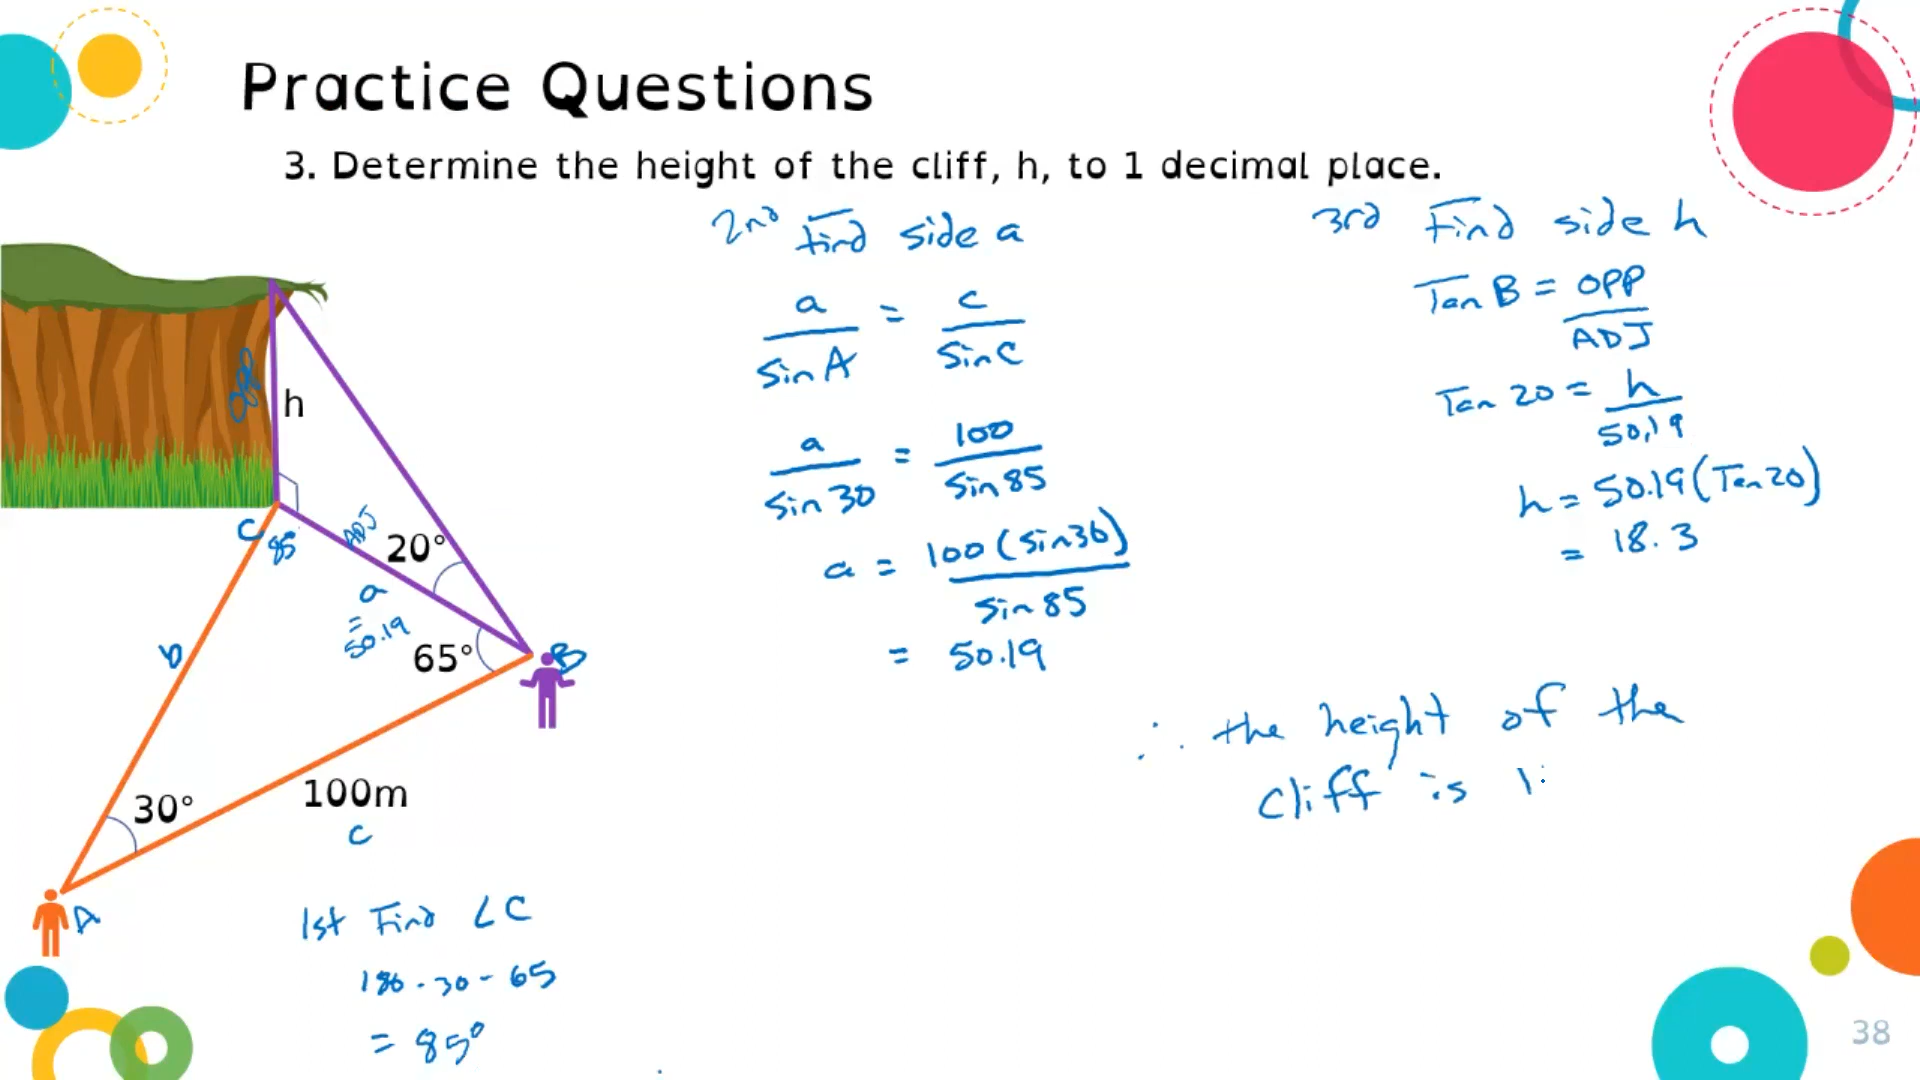 Practice Questions
3. Determine the height of the cliff, h, to 1 decimal place.
OPP
h
C
85
ADJ
20°
a
=
50.19
65°
B
b
30°
100m
c
A
1st Find ∠C
180 - 30 - 65
= 85°
2nd Find side a
a/sin A = c/sin C
a/sin 30 = 100/sin 85
a = 100(sin 30)/sin 85
= 50.19
3rd Find side h
Tan B = OPP/ADJ
Tan 20 = h/50.19
h = 50.19(Tan 20)
= 18.3
∴ the height of the
cliff is 1
38